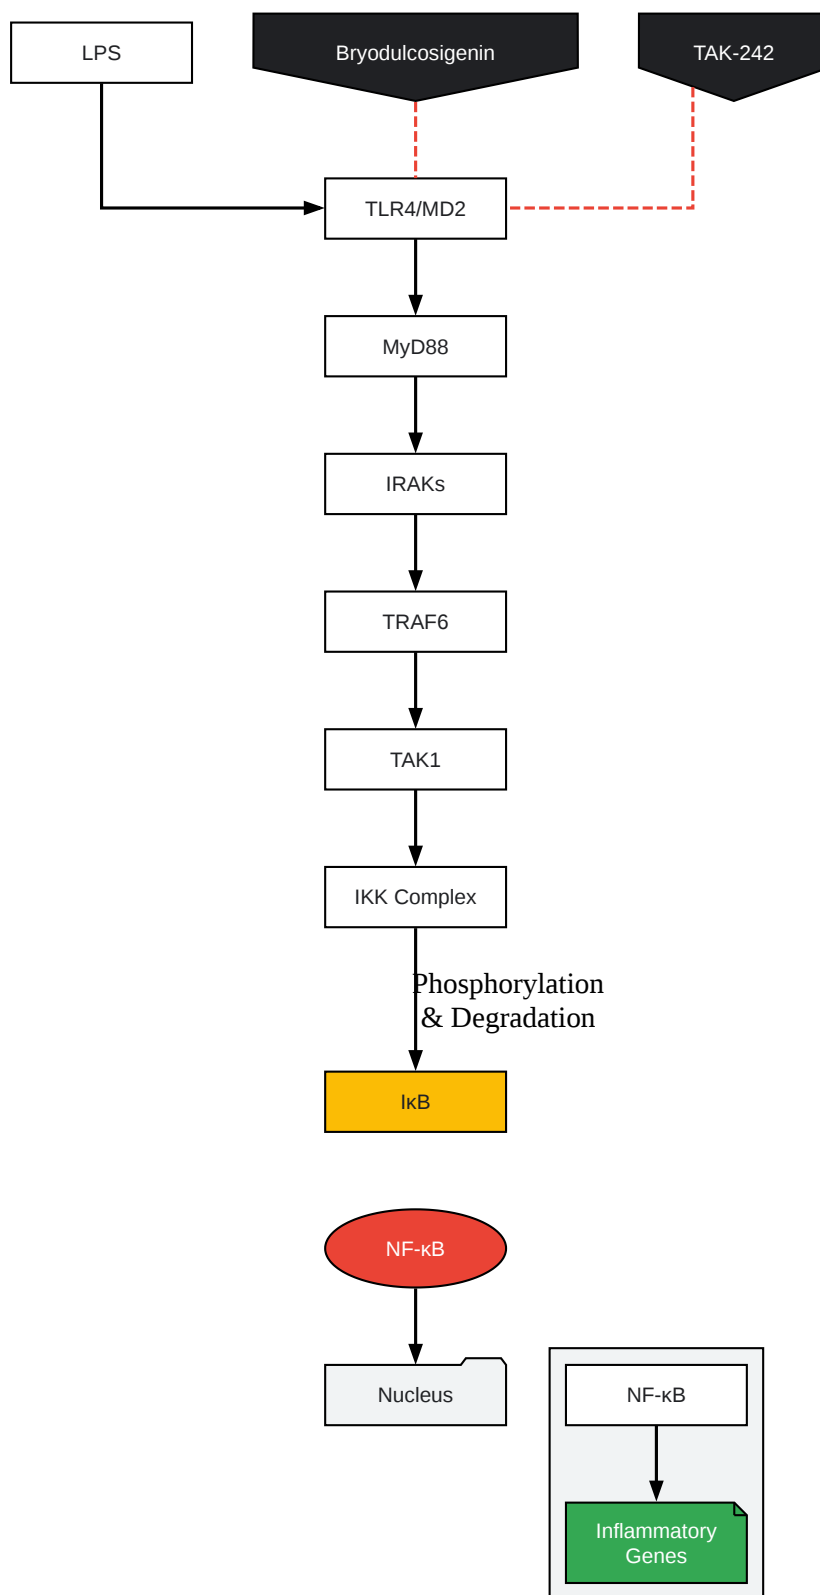 LPS
Bryodulcosigenin
TAK-242
TLR4/MD2
MyD88
IRAKs
TRAF6
TAK1
IKK Complex
Phosphorylation
& Degradation
IκB
NF-κB
Nucleus
NF-κB
Inflammatory
Genes